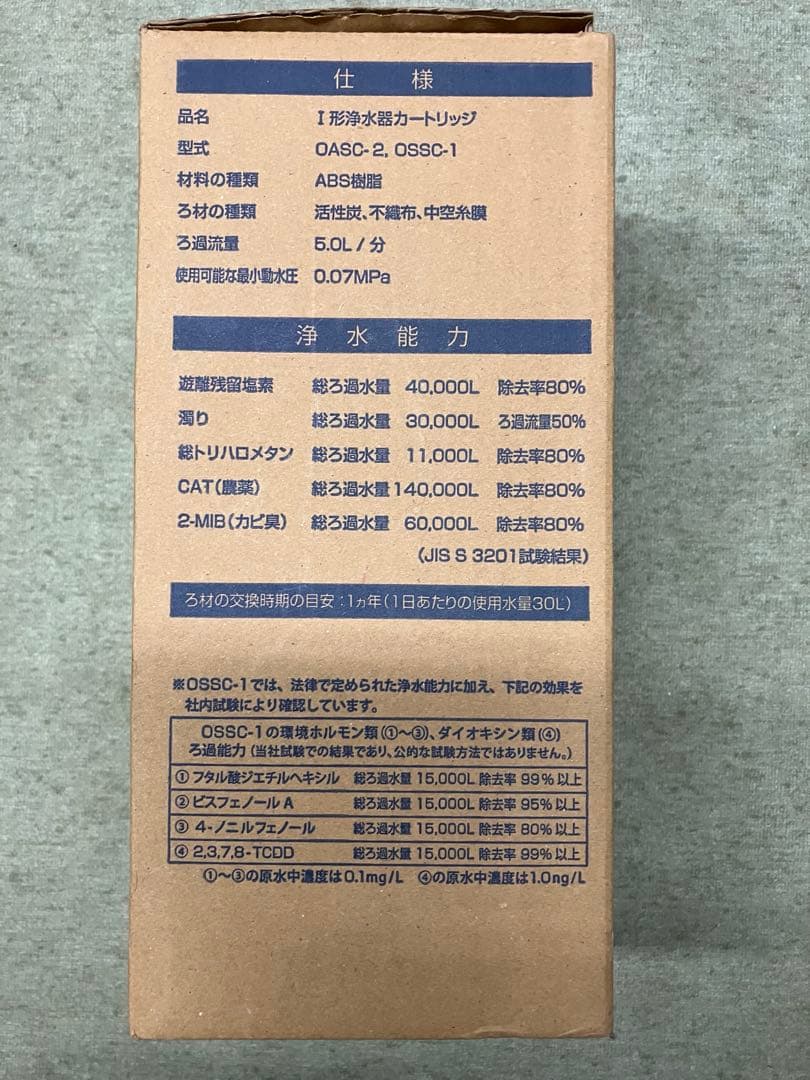 仕様
品名 I形浄水器カートリッジ
型式 OASC-2, OSSC-1
材料の種類 ABS樹脂
ろ材の種類 活性炭、不織布、中空糸膜
ろ過流量 5.0L / 分
使用可能な最小動水圧 0.07MPa
浄水能力
遊離残留塩素 総ろ過水量 40,000L 除去率80%
濁り 総ろ過水量 30,000L ろ過流量50%
総トリハロメタン 総ろ過水量 11,000L 除去率80%
CAT(農薬) 総ろ過水量 140,000L 除去率80%
2-MIB(カビ臭) 総ろ過水量 60,000L 除去率80%
(JIS S 3201試験結果)
ろ材の交換時期の目安:1ヵ年(1日あたりの使用水量30L)
※OSSC-1では、法律で定められた浄水能力に加え、下記の効果を
社内試験により確認しています。
OSSC-1の環境ホルモン類(①〜③)、ダイオキシン類(④)
ろ過能力(当社試験での結果であり、公的な試験方法ではありません。)
① フタル酸ジエチルヘキシル 総ろ過水量 15,000L 除去率 99%以上
② ビスフェノールA 総ろ過水量 15,000L 除去率 95%以上
③ 4-ノニルフェノール 総ろ過水量 15,000L 除去率 80%以上
④ 2,3,7,8-TCDD 総ろ過水量 15,000L 除去率 99%以上
①〜③の原水中濃度は0.1mg/L ④の原水中濃度は1.0ng/L